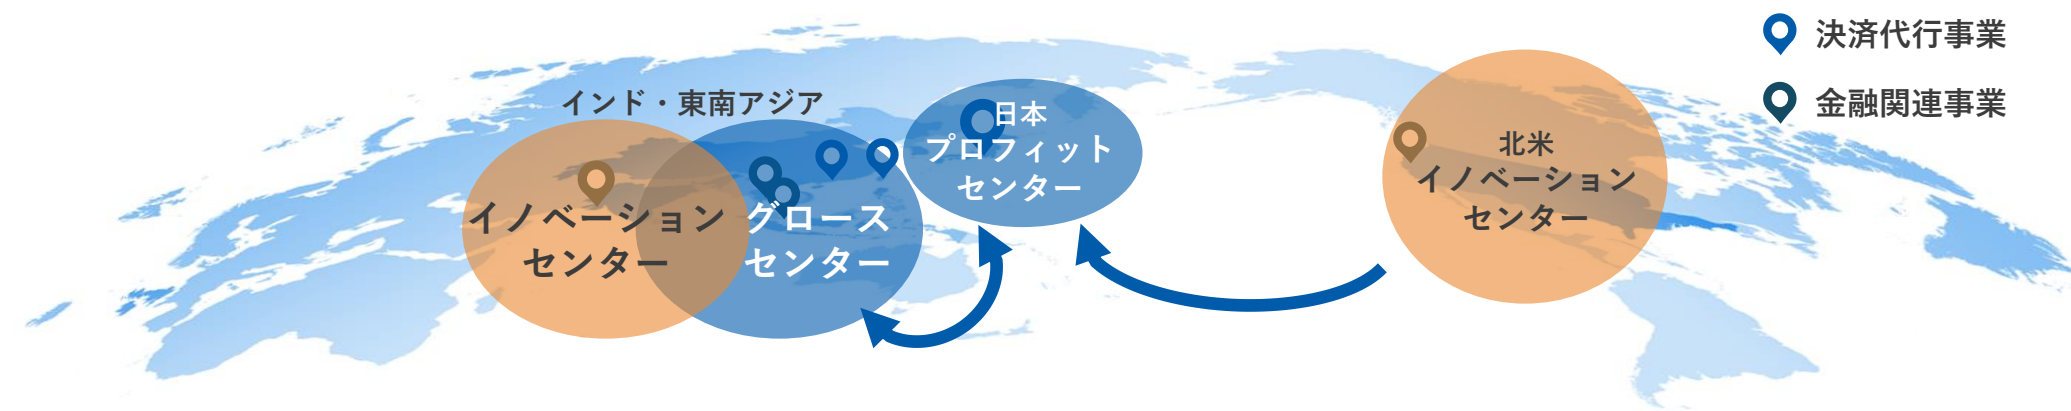 決済代行事業
金融関連事業
インド・東南アジア
イノベーション
センター
グロース
センター
日本
プロフィット
センター
北米
イノベーション
センター